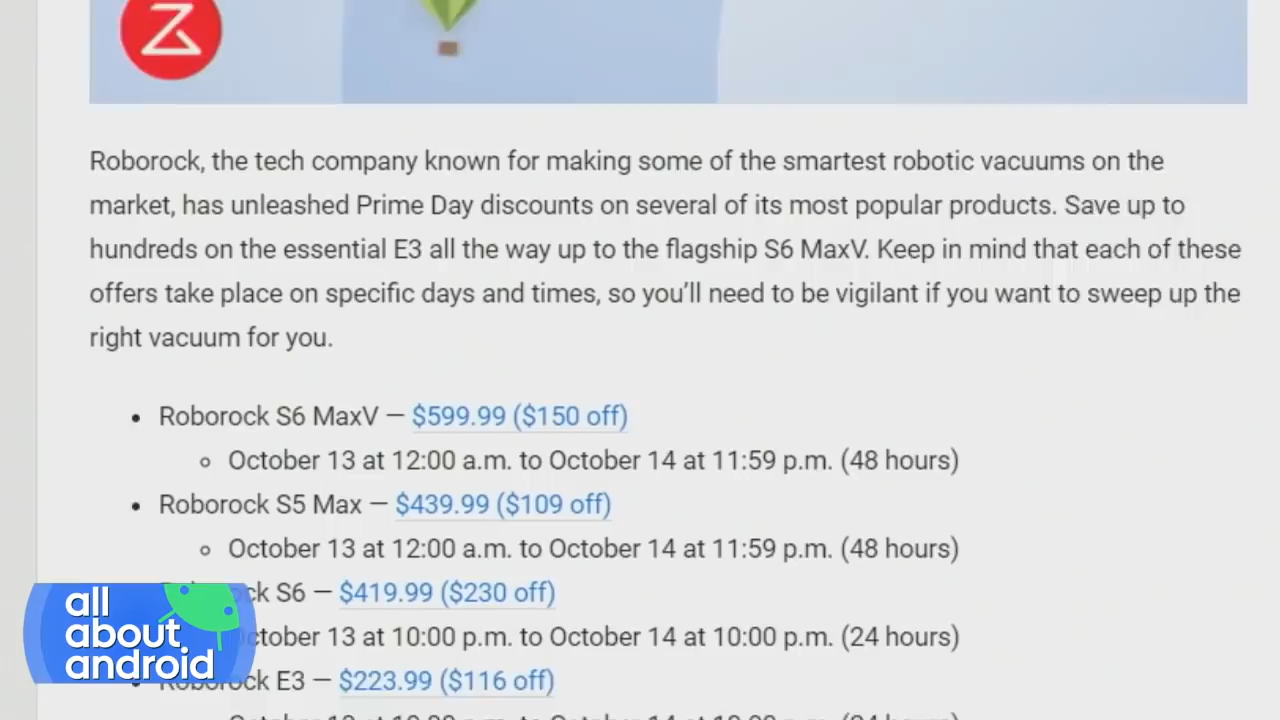 Roborock, the tech company known for making some of the smartest robotic vacuums on the
market, has unleashed Prime Day discounts on several of its most popular products. Save up to
hundreds on the essential E3 all the way up to the flagship S6 MaxV. Keep in mind that each of these
offers take place on specific days and times, so you’ll need to be vigilant if you want to sweep up the
right vacuum for you.
• Roborock S6 MaxV — $599.99 ($150 off)
◦ October 13 at 12:00 a.m. to October 14 at 11:59 p.m. (48 hours)
• Roborock S5 Max — $439.99 ($109 off)
◦ October 13 at 12:00 a.m. to October 14 at 11:59 p.m. (48 hours)
Roborock S6 — $419.99 ($230 off)
October 13 at 10:00 p.m. to October 14 at 10:00 p.m. (24 hours)
• Roborock E3 — $223.99 ($116 off)
all
about
android